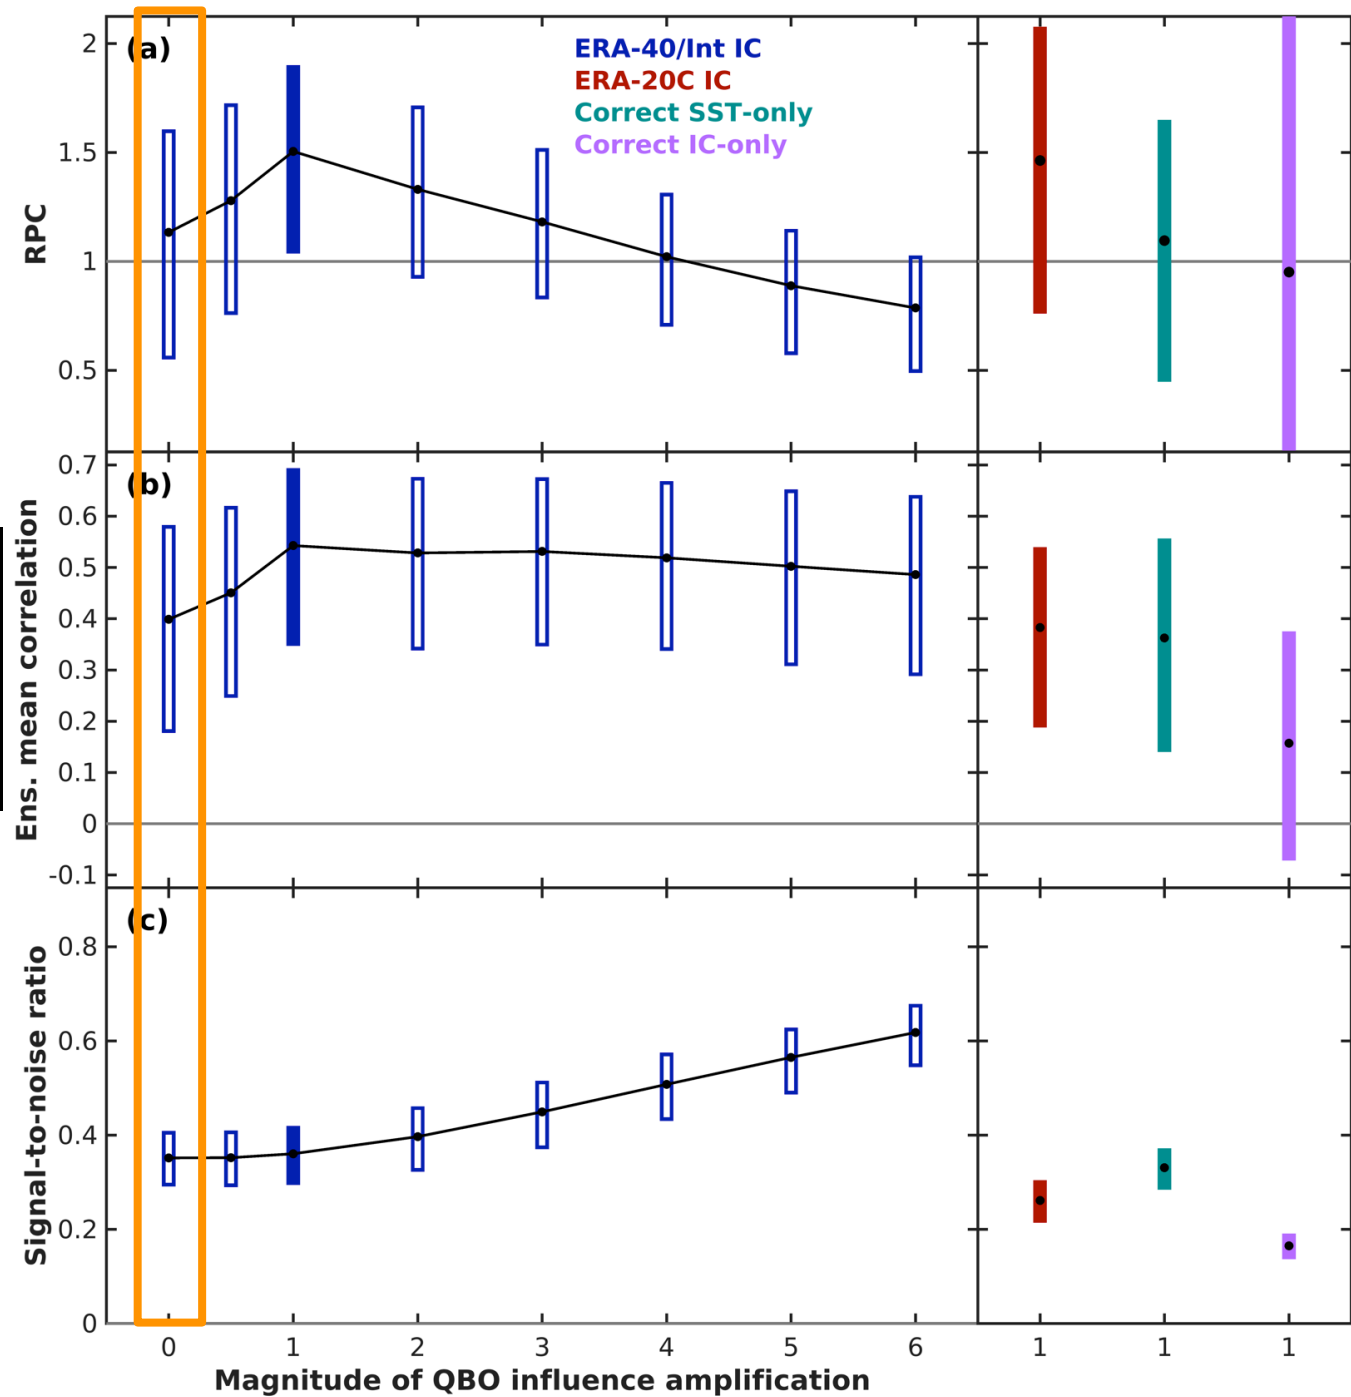 (a)
ERA-40/Int IC
ERA-20C IC
Correct SST-only
Correct IC-only
RPC
2
1.5
1
0.5
(b)
Ens. mean correlation
0.7
0.6
0.5
0.4
0.3
0.2
0.1
0
-0.1
(c)
Signal-to-noise ratio
0.8
0.6
0.4
0.2
0
0 1 2 3 4 5 6 1 1 1
Magnitude of QBO influence amplification